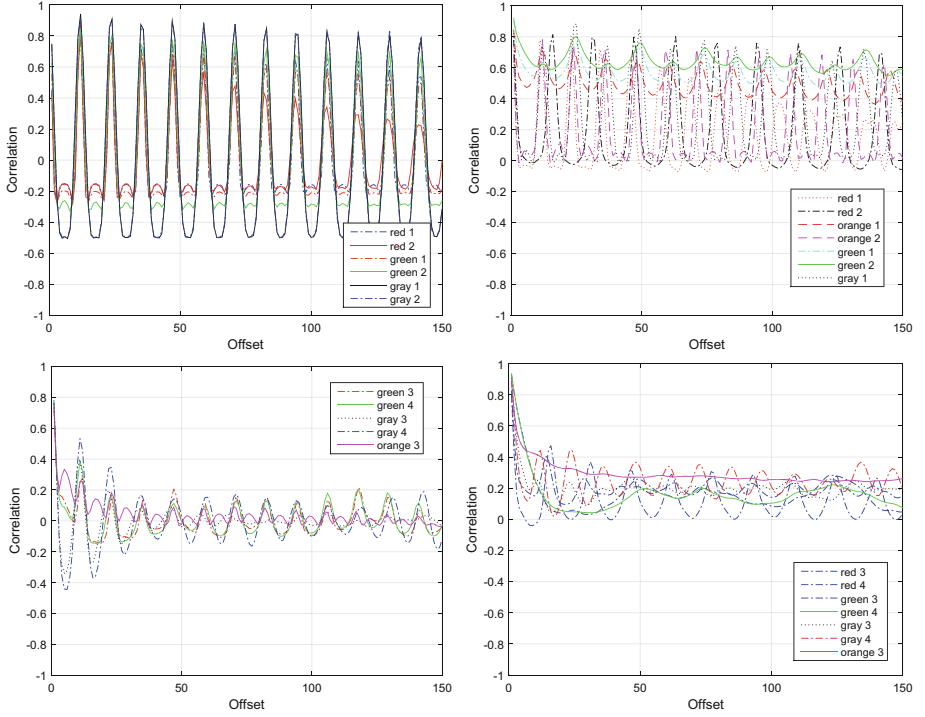 1
0.8
0.6
0.4
0.2
0
-0.2
-0.4
-0.6
-0.8
-1
Correlation
0 50 100 150
Offset
red 1
red 2
green 1
green 2
gray 1
gray 2
1
0.8
0.6
0.4
0.2
0
-0.2
-0.4
-0.6
-0.8
-1
Correlation
0 50 100 150
Offset
red 1
red 2
orange 1
orange 2
green 1
green 2
gray 1
1
0.8
0.6
0.4
0.2
0
-0.2
-0.4
-0.6
-0.8
-1
Correlation
0 50 100 150
Offset
green 3
green 4
gray 3
gray 4
orange 3
1
0.8
0.6
0.4
0.2
0
-0.2
-0.4
-0.6
-0.8
-1
Correlation
0 50 100 150
Offset
red 3
red 4
green 3
green 4
gray 3
gray 4
orange 3